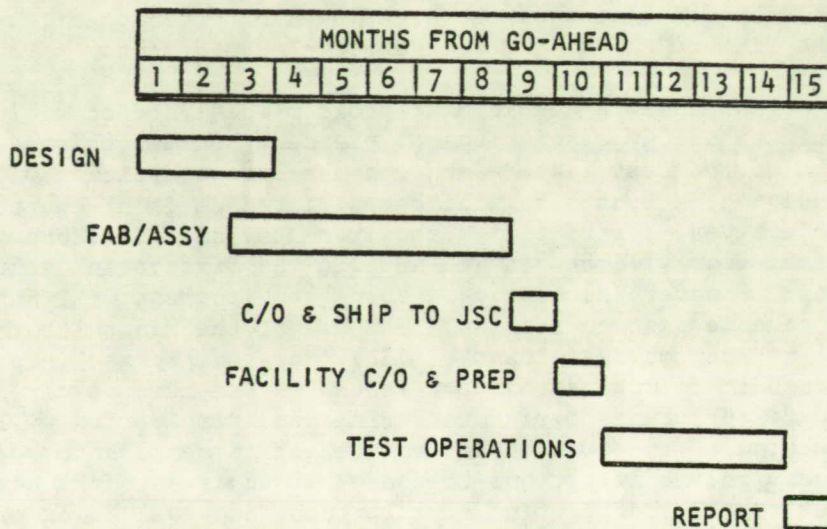 MONTHS FROM GO-AHEAD
1 2 3 4 5 6 7 8 9 10 11 12 13 14 15
DESIGN
FAB/ASSY
C/O & SHIP TO JSC
FACILITY C/O & PREP
TEST OPERATIONS
REPORT